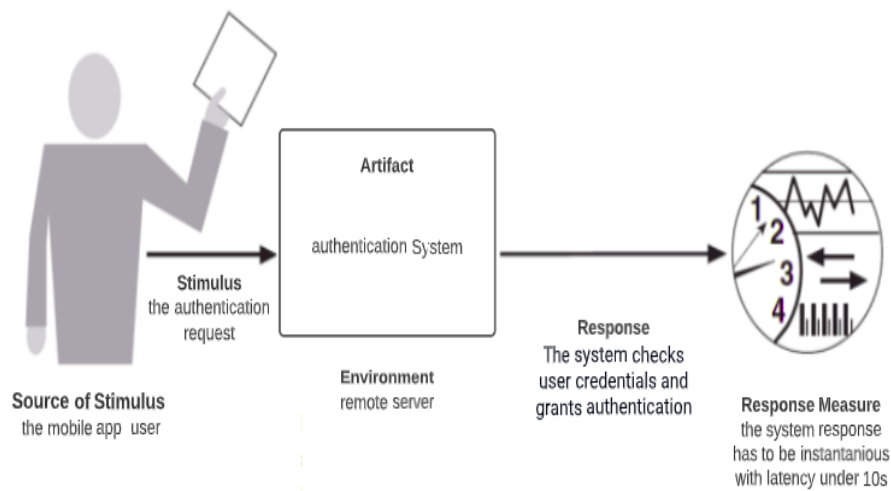 Artifact
authentication System
Stimulus
the authentication
request
1
2
3
4
Source of Stimulus
the mobile app user
Environment
remote server
Response
The system checks
user credentials and
grants authentication
Response Measure
the system response
has to be instantanious
with latency under 10s